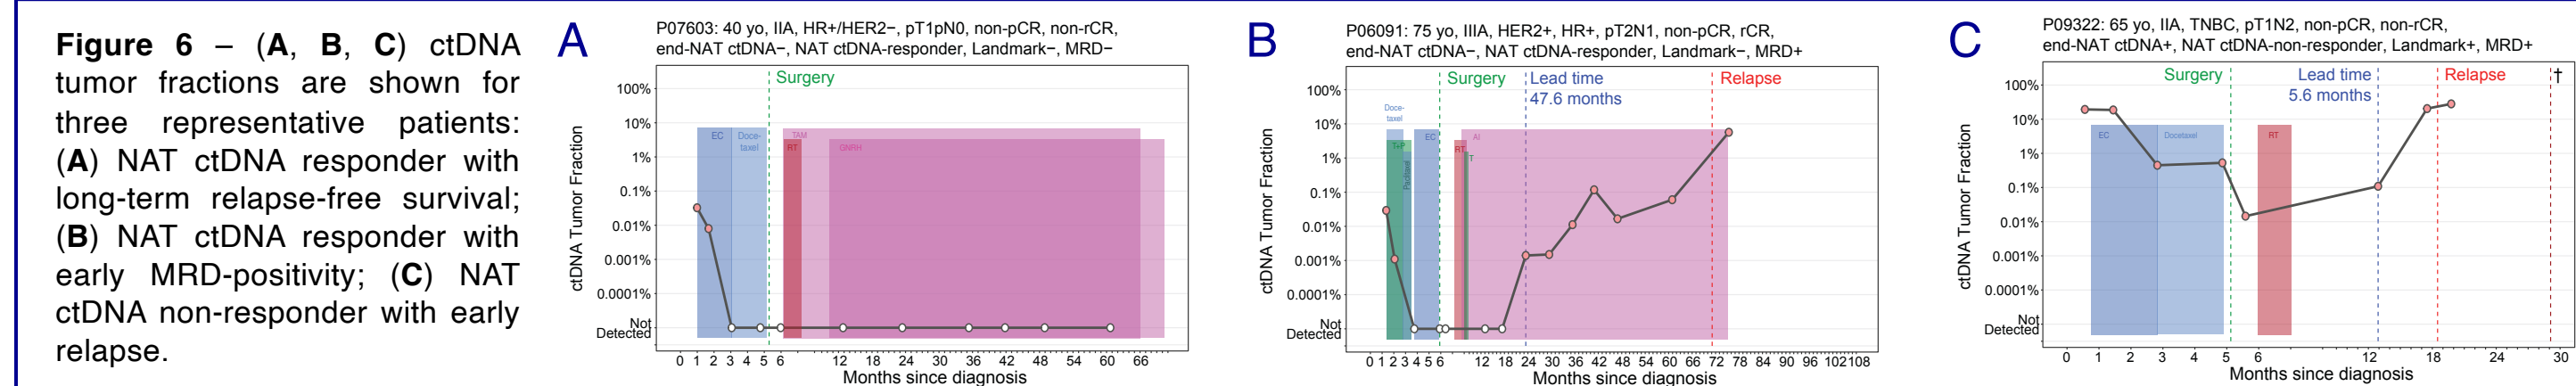 Figure 6 – (A, B, C) ctDNA
tumor fractions are shown for
three representative patients:
(A) NAT ctDNA responder with
long-term relapse-free survival;
(B) NAT ctDNA responder with
early MRD-positivity; (C) NAT
ctDNA non-responder with early
relapse.
A
P07603: 40 yo, IIA, HR+/HER2−, pT1pN0, non-pCR, non-rCR,
end-NAT ctDNA−, NAT ctDNA-responder, Landmark−, MRD−
Surgery
ctDNA Tumor Fraction
100%
10%
1%
0.1%
0.01%
0.001%
0.0001%
Not
Detected
EC
Doce-
taxel
TAM
RT
GNRH
0 1 2 3 4 5 6 12 18 24 30 36 42 48 54 60 66
Months since diagnosis
B
P06091: 75 yo, IIIA, HER2+, HR+, pT2N1, non-pCR, rCR,
end-NAT ctDNA−, NAT ctDNA-responder, Landmark−, MRD+
Surgery
Lead time
47.6 months
Relapse
ctDNA Tumor Fraction
100%
10%
1%
0.1%
0.01%
0.001%
0.0001%
Not
Detected
Doce-
taxel
T+P
Paclitaxel
EC
RT
T
AI
0 1 2 3 4 5 6 12 18 24 30 36 42 48 54 60 66 72 78 84 90 96 102 108
Months since diagnosis
C
P09322: 65 yo, IIA, TNBC, pT1N2, non-pCR, non-rCR,
end-NAT ctDNA+, NAT ctDNA-non-responder, Landmark+, MRD+
Surgery
Lead time
5.6 months
Relapse
†
ctDNA Tumor Fraction
100%
10%
1%
0.1%
0.01%
0.001%
0.0001%
Not
Detected
EC
Docetaxel
RT
0 1 2 3 4 5 6 12 18 24 30
Months since diagnosis